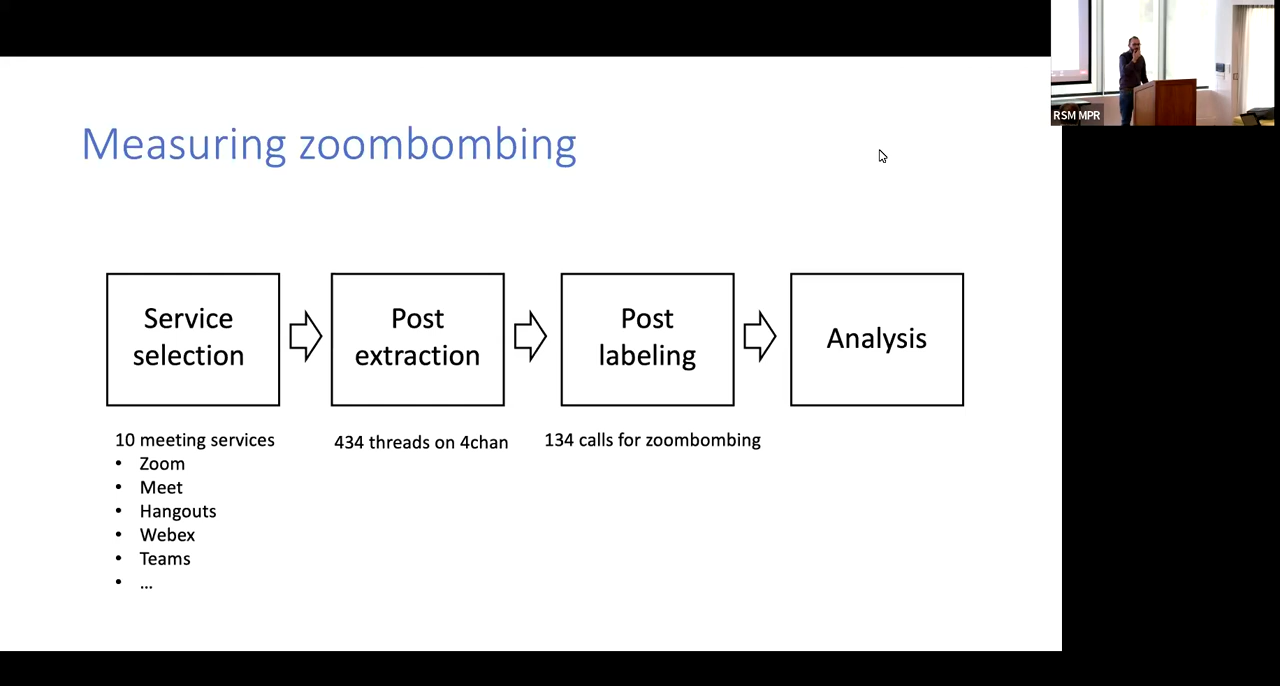 RSM MPR
Measuring zoombombing
Service
selection
Post
extraction
Post
labeling
Analysis
10 meeting services
• Zoom
• Meet
• Hangouts
• Webex
• Teams
• ...
434 threads on 4chan
134 calls for zoombombing